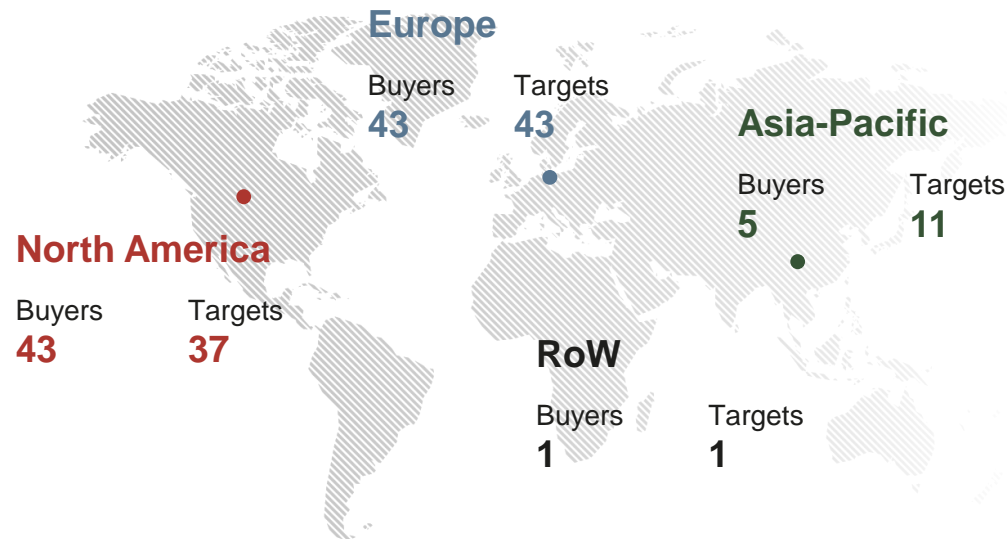 Europe
Buyers Targets
43 43
Asia-Pacific
Buyers Targets
5 11
North America
Buyers Targets
43 37
RoW
Buyers Targets
1 1